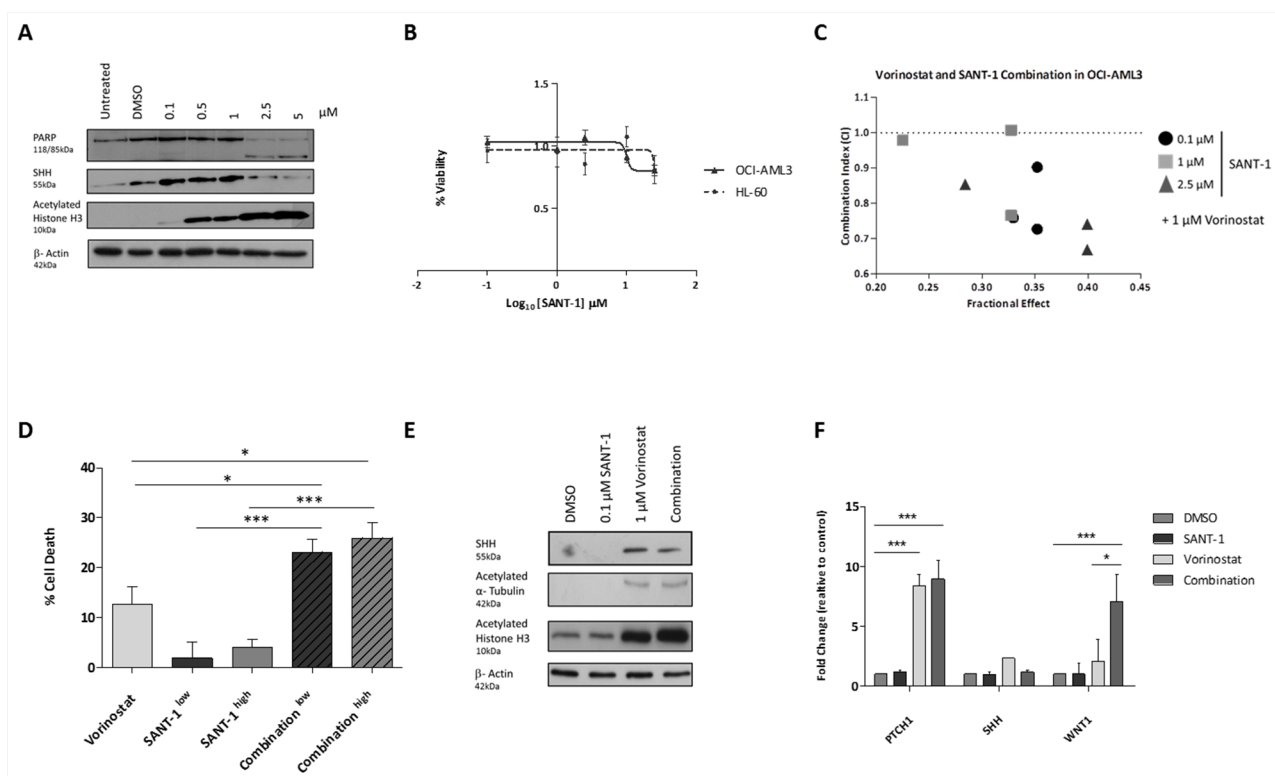 A
Untreated
DMSO
0.1
0.5
1
2.5
5
μM
PARP
118/85kDa
SHH
55kDa
Acetylated
Histone H3
10kDa
β- Actin
42kDa
B
1.5
1.0
0.5
% Viability
-2
-1
0
1
2
Log10 [SANT-1] μM
OCI-AML3
HL-60
C
Vorinostat and SANT-1 Combination in OCI-AML3
1.1
1.0
0.9
0.8
0.7
0.6
Combination Index (CI)
0.20
0.25
0.30
0.35
0.40
0.45
Fractional Effect
0.1 μM
1 μM
2.5 μM
SANT-1
+ 1 μM Vorinostat
D
40
30
20
10
0
% Cell Death
*
*
***
***
Vorinostat
SANT-1 low
SANT-1 high
Combination low
Combination high
E
DMSO
0.1 μM SANT-1
1 μM Vorinostat
Combination
SHH
55kDa
Acetylated
α- Tubulin
42kDa
Acetylated
Histone H3
10kDa
β- Actin
42kDa
F
15
10
5
0
Fold Change (realtive to control)
***
***
***
*
PTCH1
SHH
WNT1
DMSO
SANT-1
Vorinostat
Combination